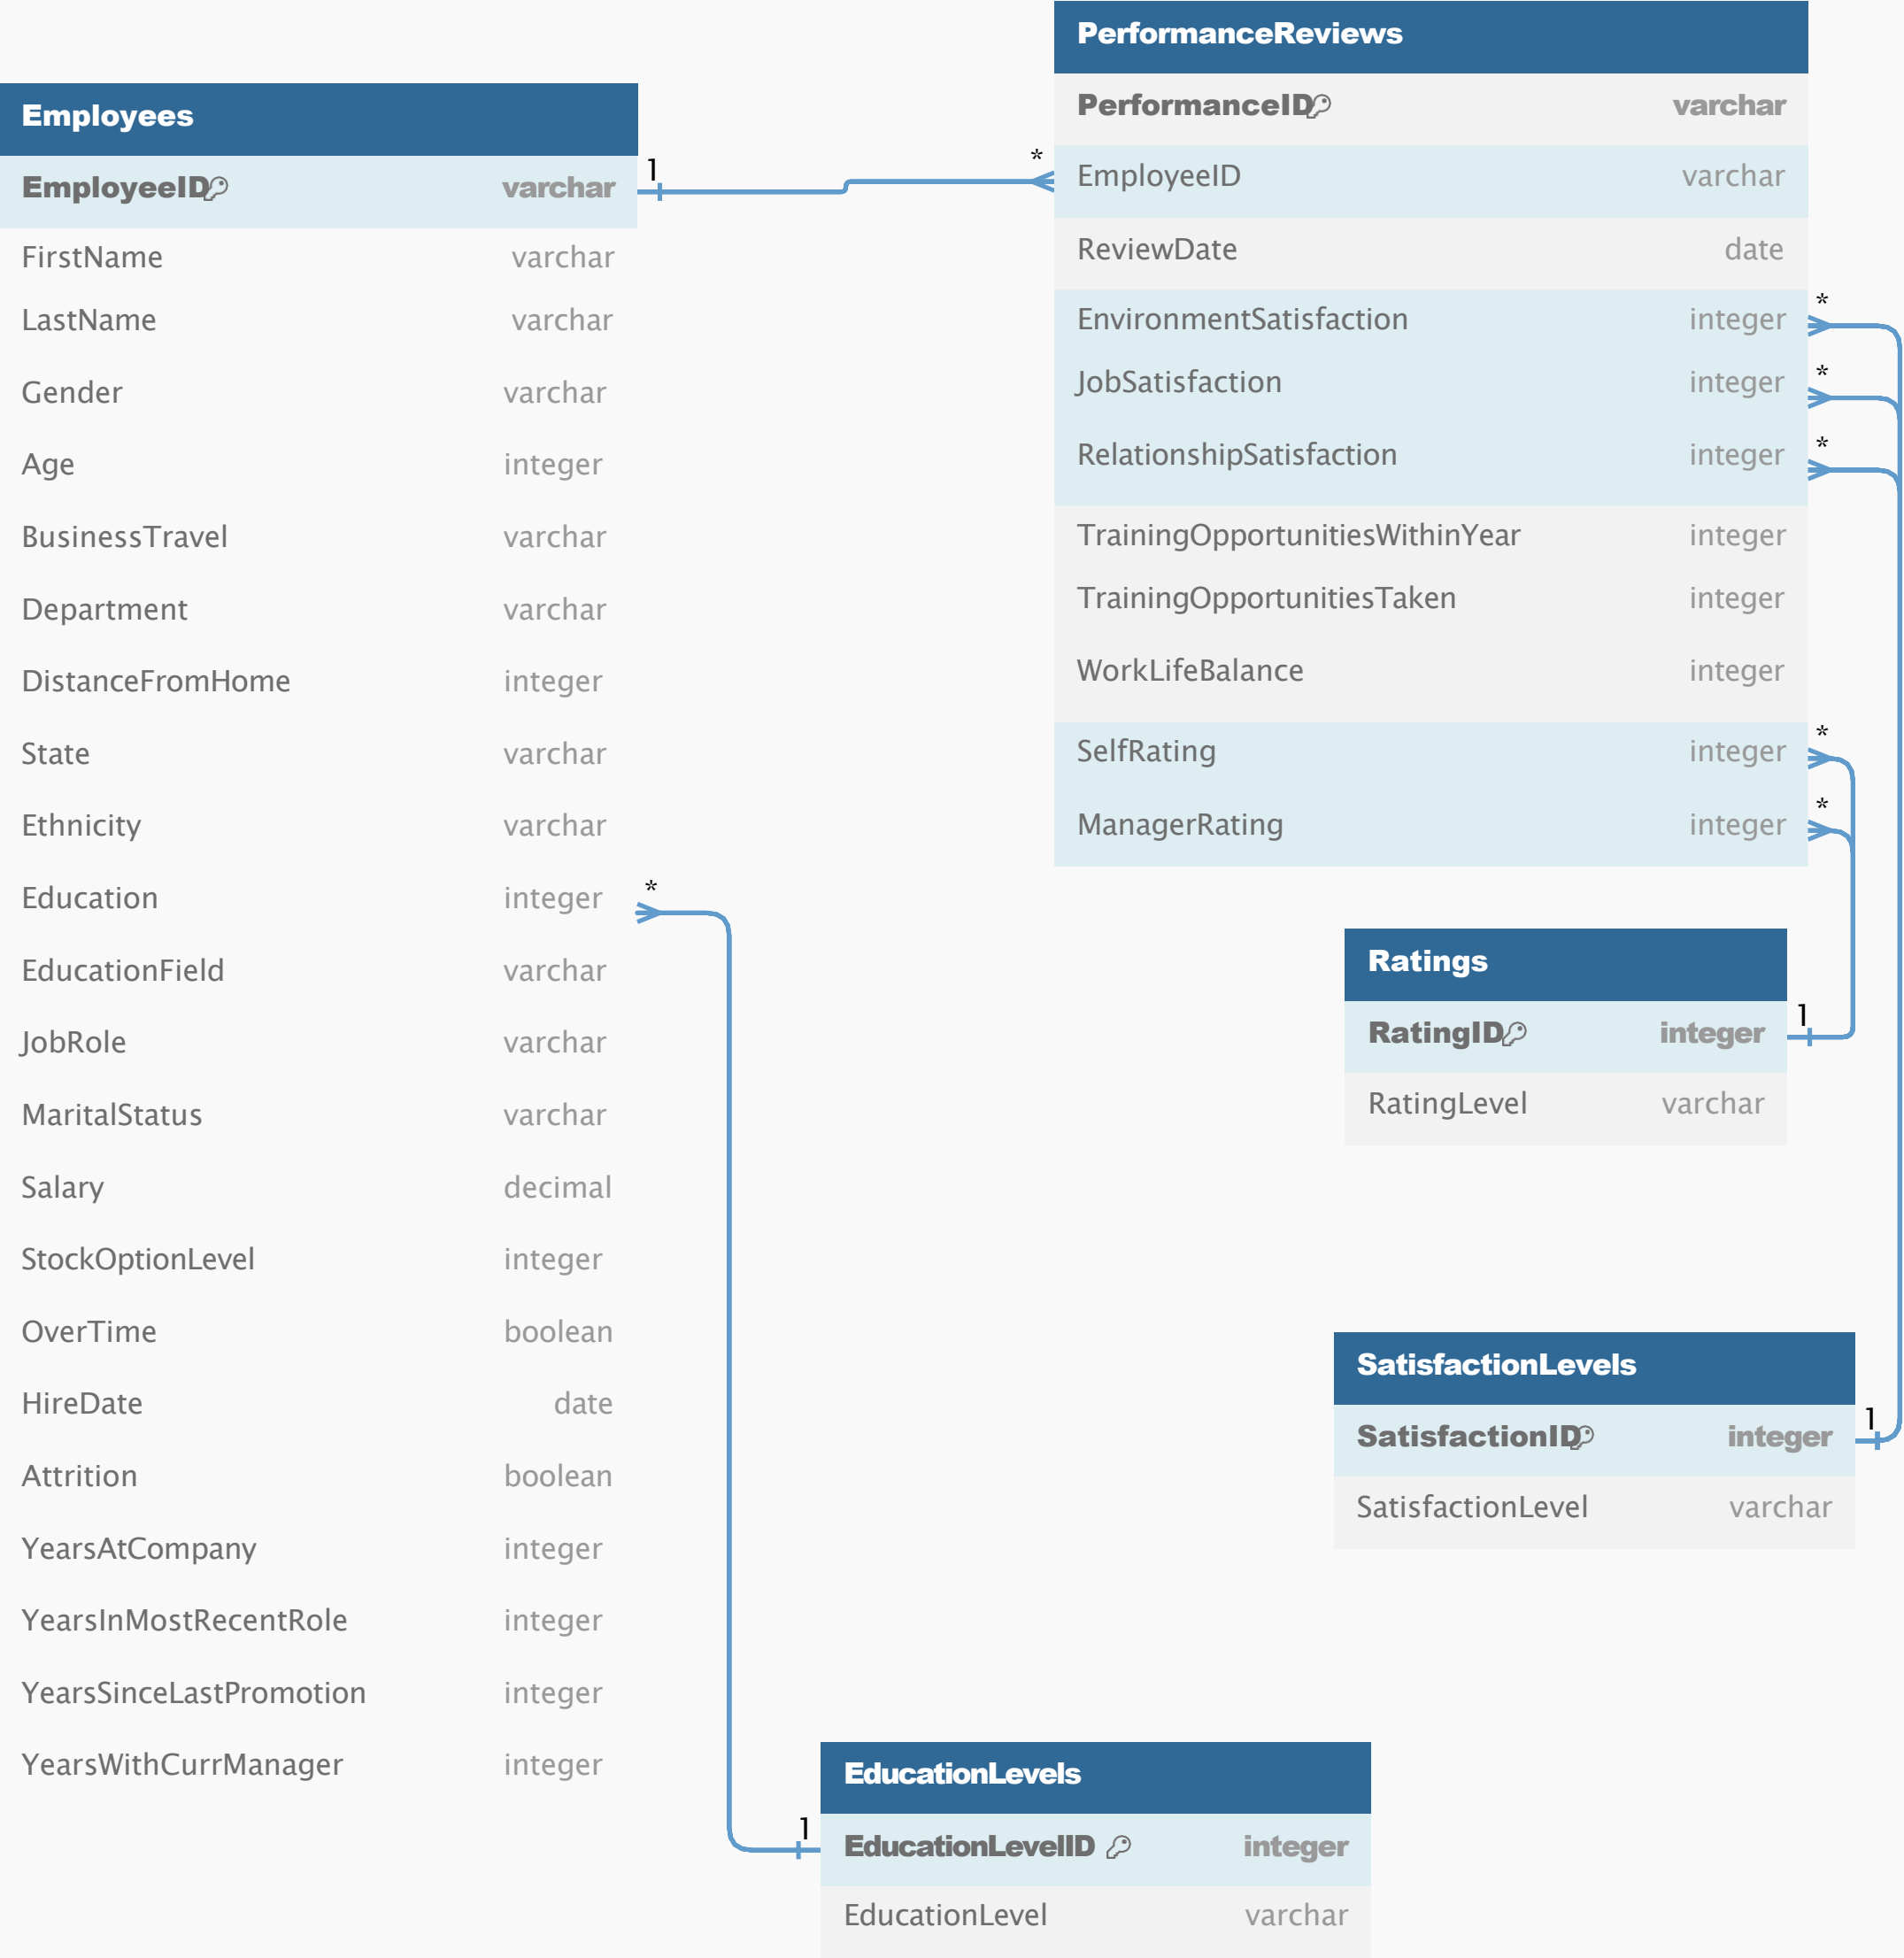 Employees
EmployeeID varchar
FirstName varchar
LastName varchar
Gender varchar
Age integer
BusinessTravel varchar
Department varchar
DistanceFromHome integer
State varchar
Ethnicity varchar
Education integer
EducationField varchar
JobRole varchar
MaritalStatus varchar
Salary decimal
StockOptionLevel integer
OverTime boolean
HireDate date
Attrition boolean
YearsAtCompany integer
YearsInMostRecentRole integer
YearsSinceLastPromotion integer
YearsWithCurrManager integer
1
*
*
1
PerformanceReviews
PerformanceID varchar
EmployeeID varchar
ReviewDate date
EnvironmentSatisfaction integer
JobSatisfaction integer
RelationshipSatisfaction integer
TrainingOpportunitiesWithinYear integer
TrainingOpportunitiesTaken integer
WorkLifeBalance integer
SelfRating integer
ManagerRating integer
*
*
*
*
*
Ratings
RatingID integer
RatingLevel varchar
1
SatisfactionLevels
SatisfactionID integer
SatisfactionLevel varchar
1
EducationLevels
EducationLevelID integer
EducationLevel varchar